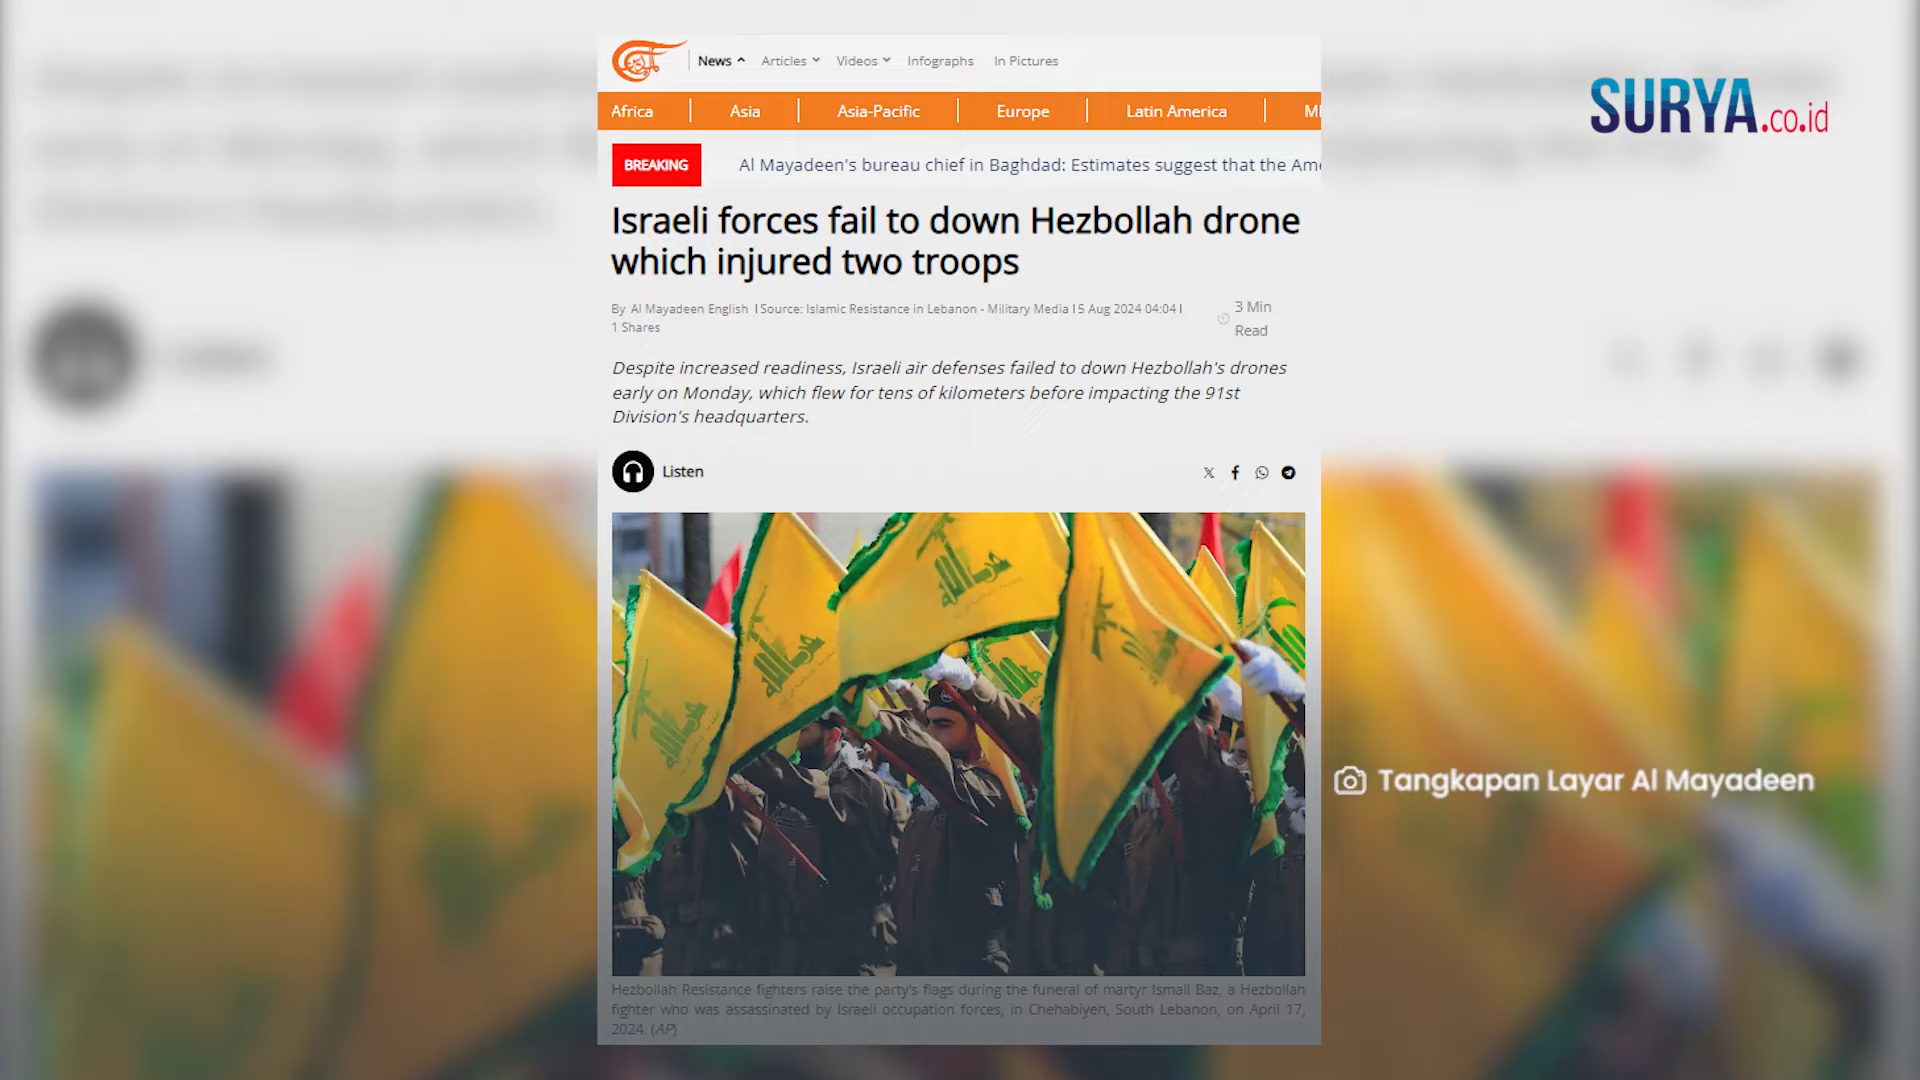 News Articles Videos Infographs In Pictures
SURYA.co.id
Africa Asia Asia-Pacific Europe Latin America
BREAKING Al Mayadeen's bureau chief in Baghdad: Estimates suggest that the Ame
Israeli forces fail to down Hezbollah drone
which injured two troops
By Al Mayadeen English | Source: Islamic Resistance in Lebanon - Military Media | 5 Aug 2024 04:04 |
1 Shares
3 Min
Read
Despite increased readiness, Israeli air defenses failed to down Hezbollah's drones
early on Monday, which flew for tens of kilometers before impacting the 91st
Division's headquarters.
Listen
Tangkapan Layar Al Mayadeen
Hezbollah Resistance fighters raise the party's flags during the funeral of martyr Ismail Baz, a Hezbollah
fighter who was assassinated by Israeli occupation forces, in Chehabiyeh, South Lebanon, on April 17,
2024. (AP)